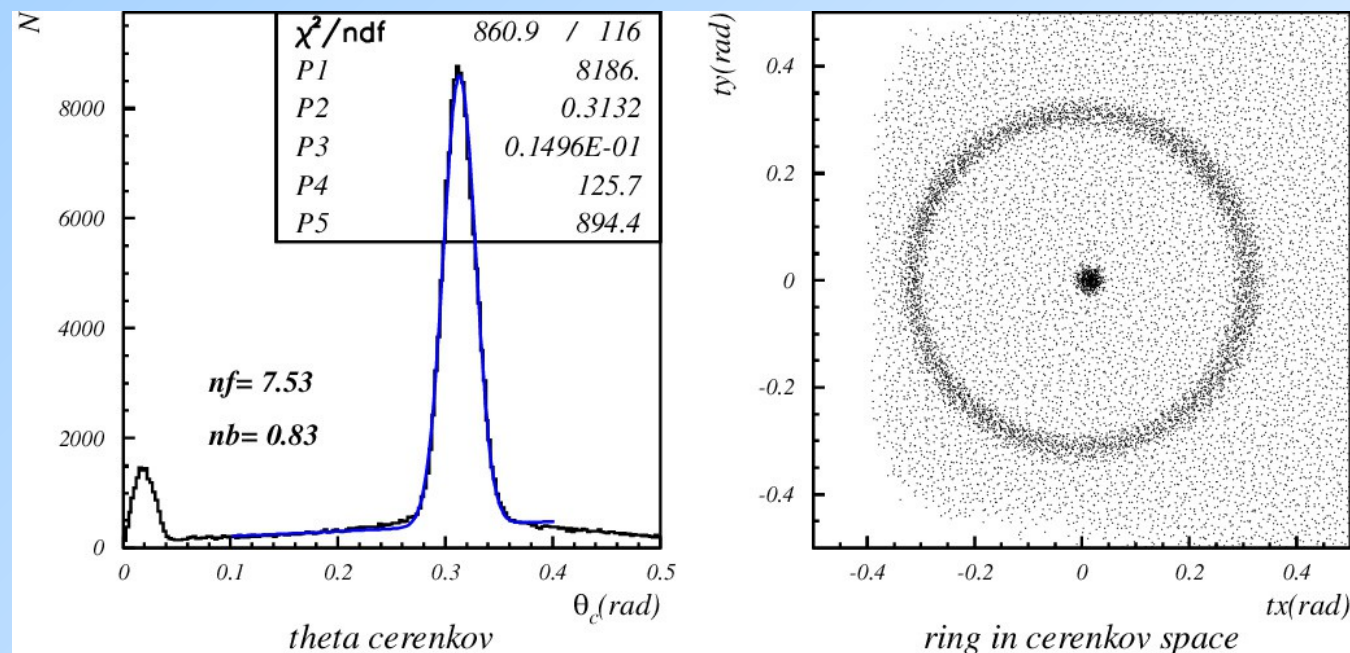 N
χ²/ndf 860.9 / 116
P1 8186.
P2 0.3132
P3 0.1496E-01
P4 125.7
P5 894.4
8000
6000
4000
2000
0
nf= 7.53
nb= 0.83
0 0.1 0.2 0.3 0.4 0.5
θc(rad)
theta cerenkov
ty(rad)
0.4
0.2
0
-0.2
-0.4
-0.4 -0.2 0 0.2 0.4
tx(rad)
ring in cerenkov space